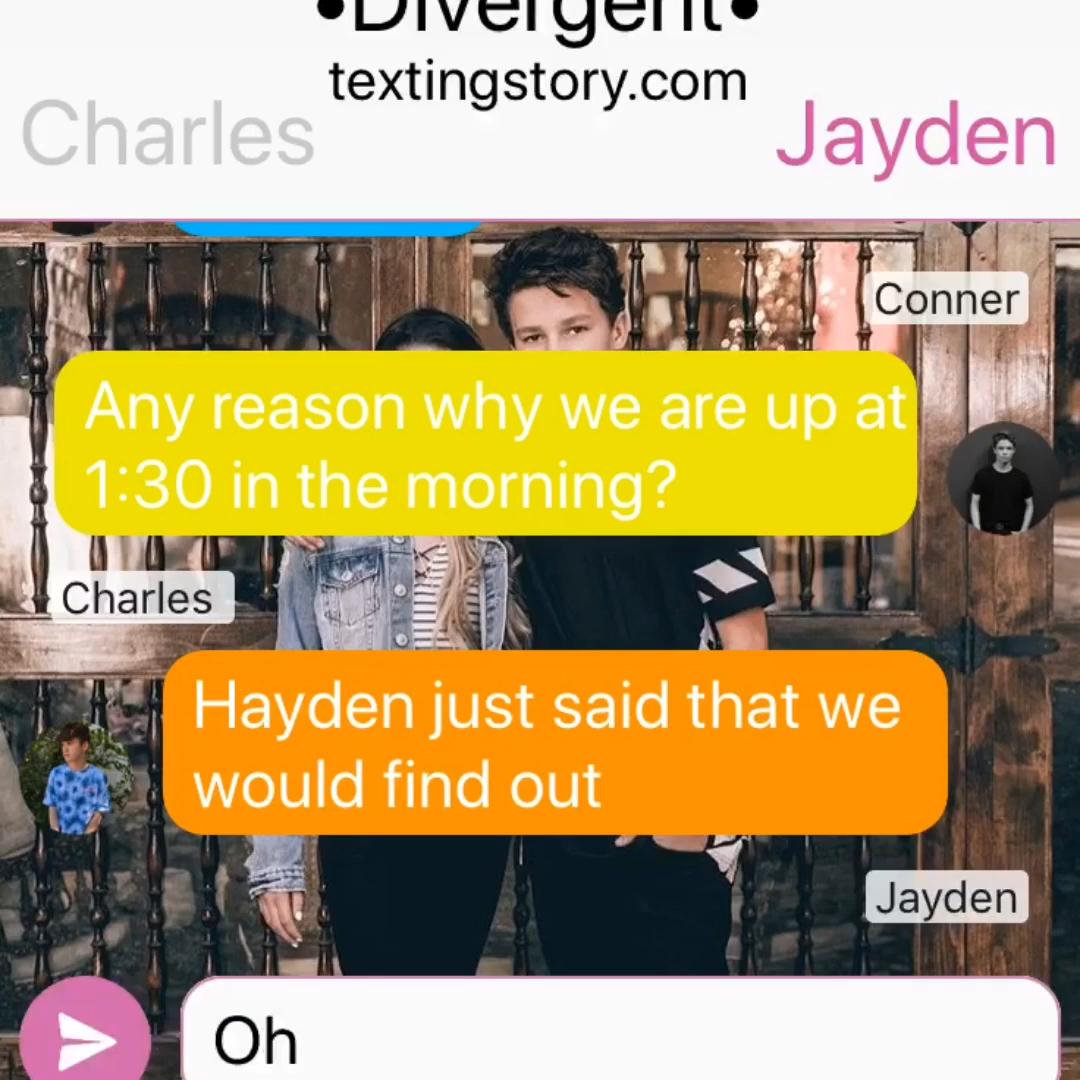 •Divergent•
textingstory.com
Charles
Jayden
Conner
Any reason why we are up at
1:30 in the morning?
Charles
Hayden just said that we
would find out
Jayden
Oh